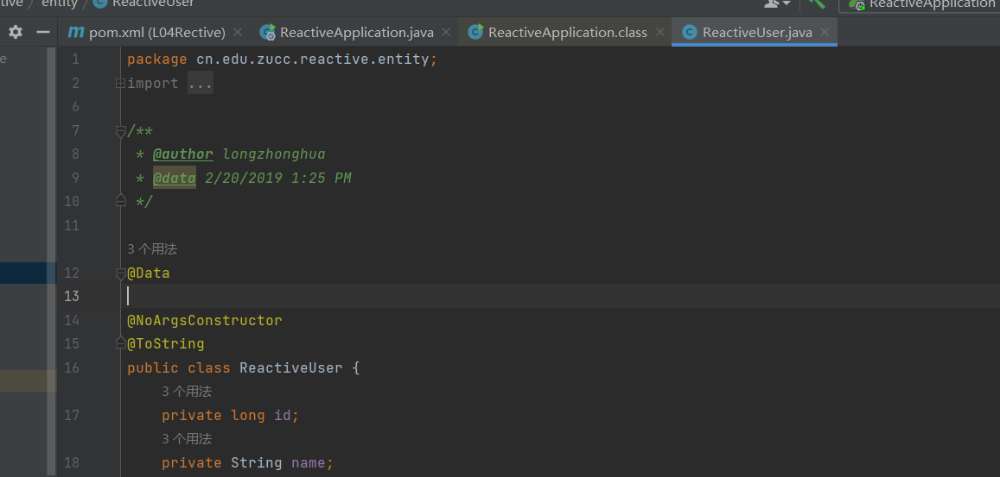 tive / entity / ReactiveUser
ReactiveApplication
pom.xml (L04Rective) ReactiveApplication.java ReactiveApplication.class ReactiveUser.java
e
1 package cn.edu.zucc.reactive.entity;
2 import ...
6
7 /**
8 * @author longzhonghua
9 * @data 2/20/2019 1:25 PM
10 */
11
3 个用法
12 @Data
13
14 @NoArgsConstructor
15 @ToString
16 public class ReactiveUser {
3 个用法
17 private long id;
3 个用法
18 private String name;